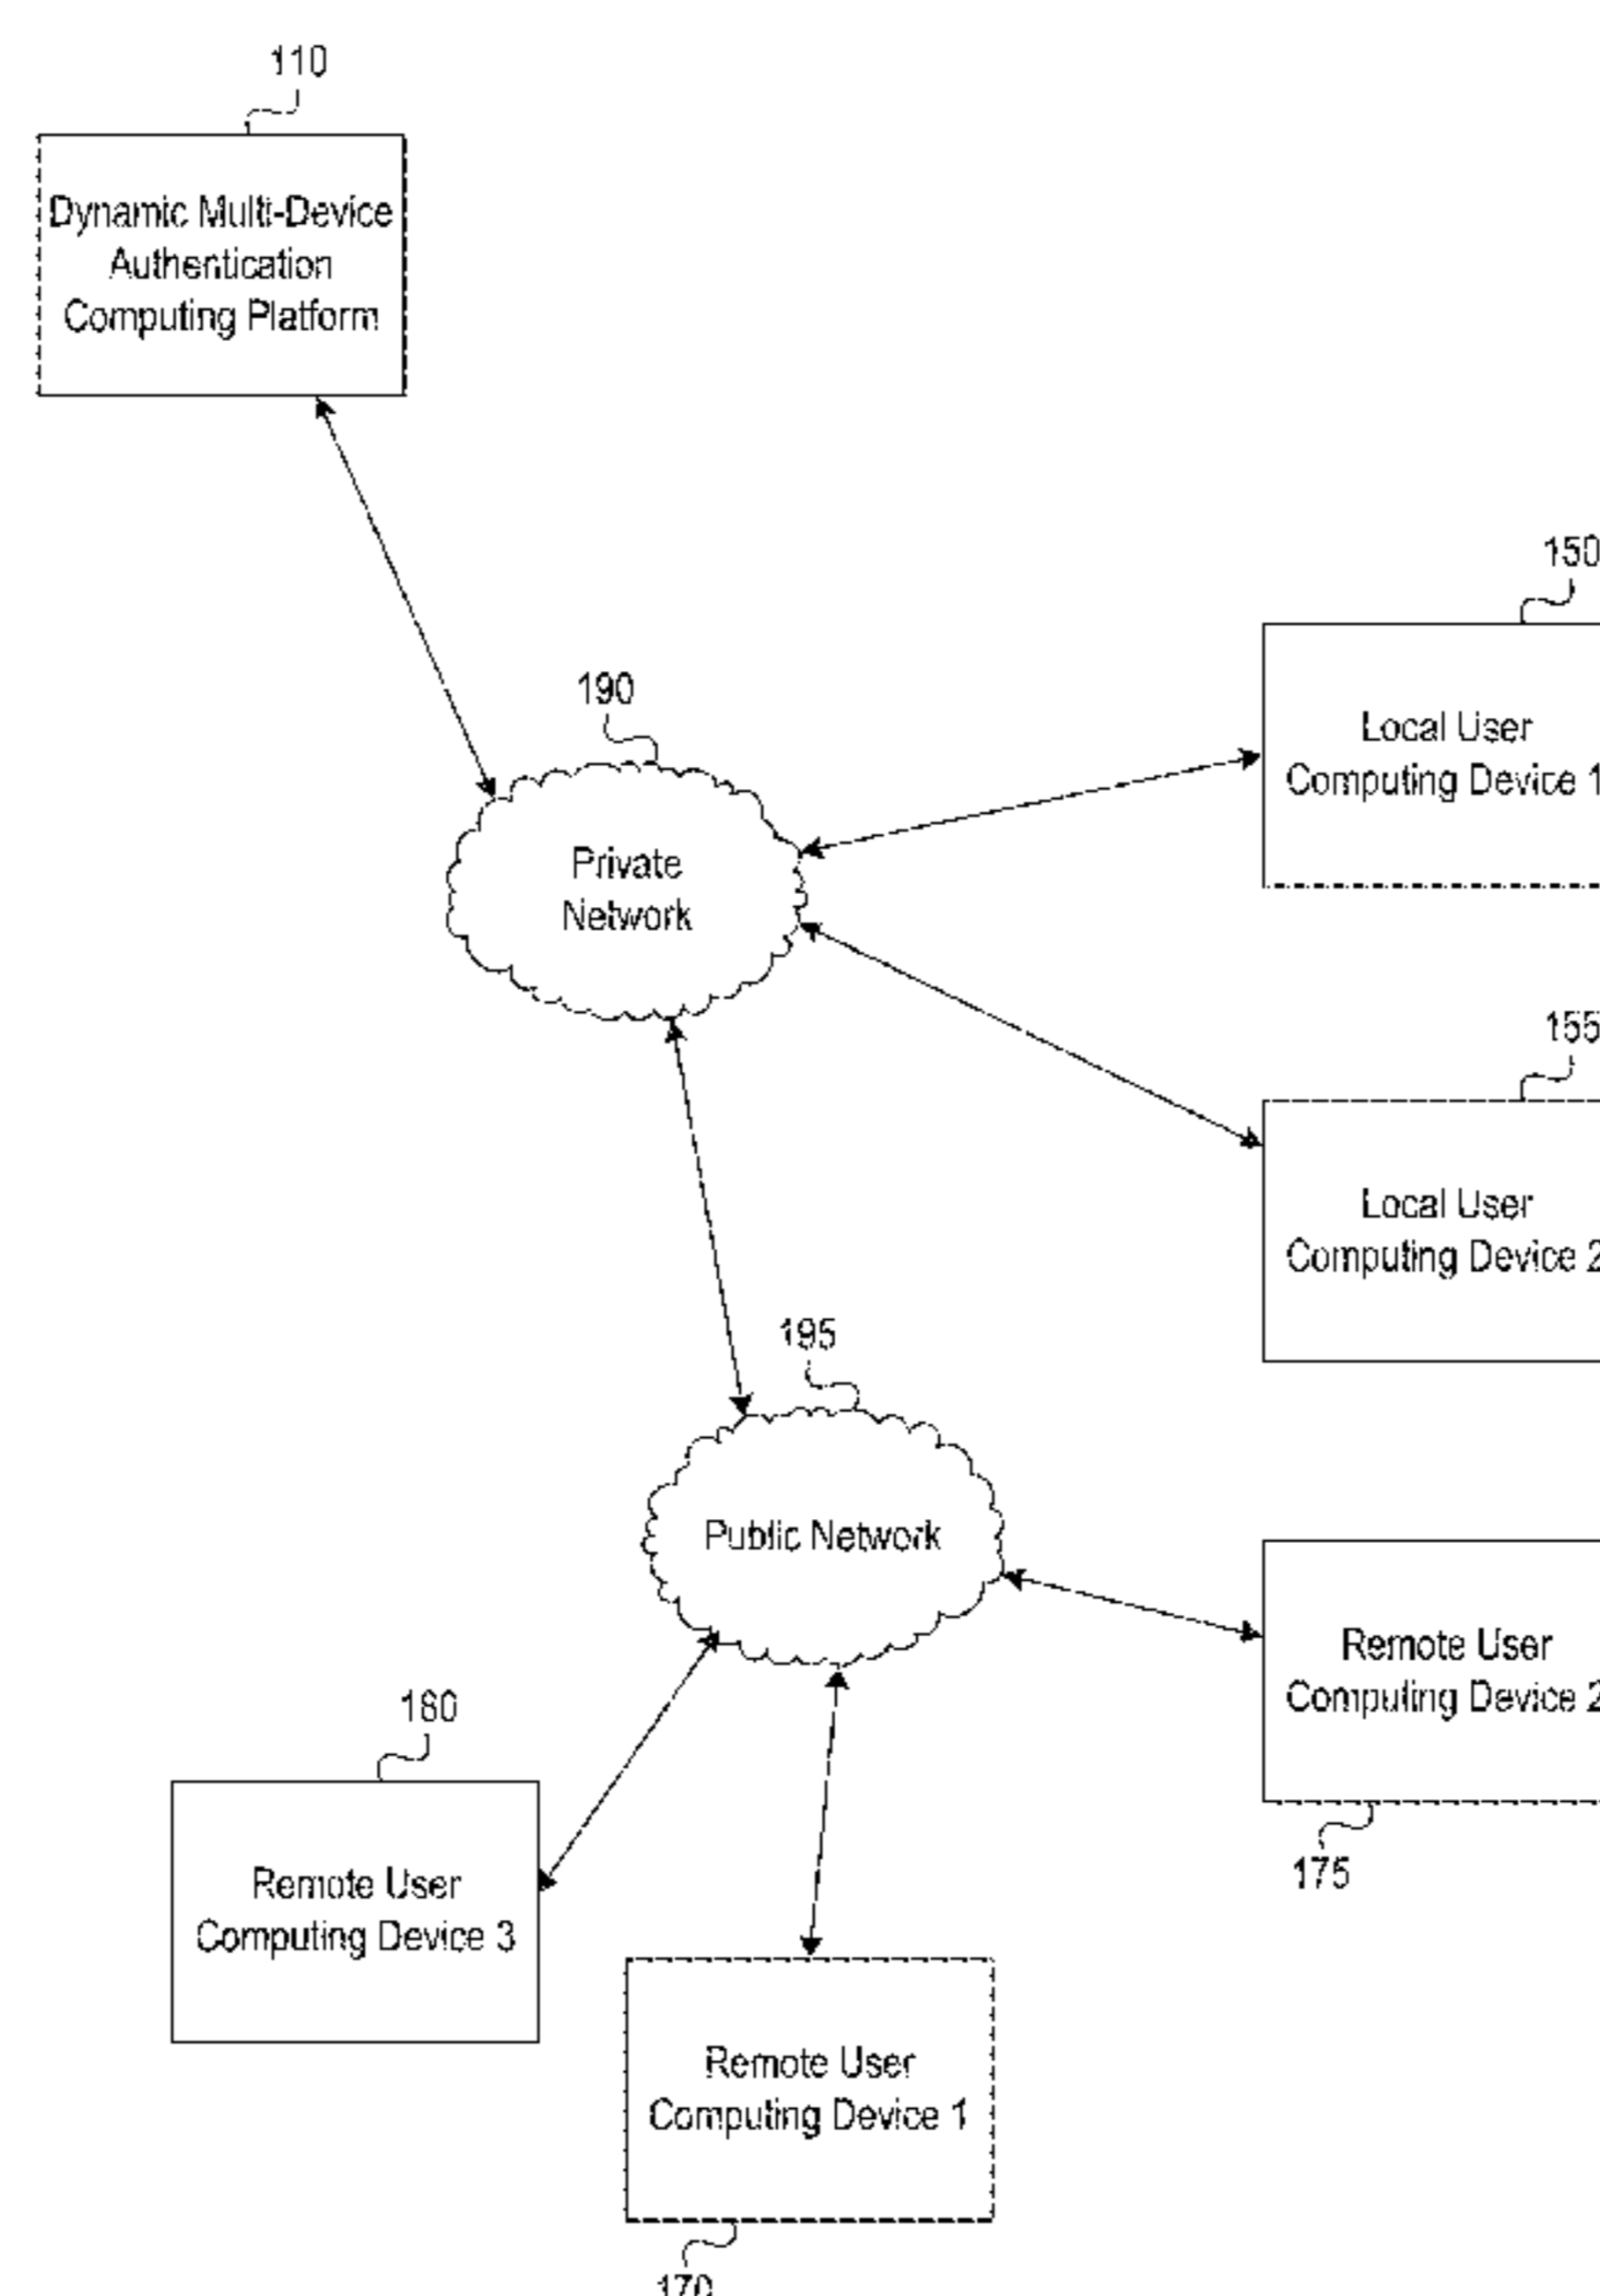 110
Dynamic Multi-Device
Authentication
Computing Platform
150
Local User
Computing Device 1
190
Private
Network
155
Local User
Computing Device 2
195
Public Network
Remote User
Computing Device 2
175
180
Remote User
Computing Device 3
Remote User
Computing Device 1
170